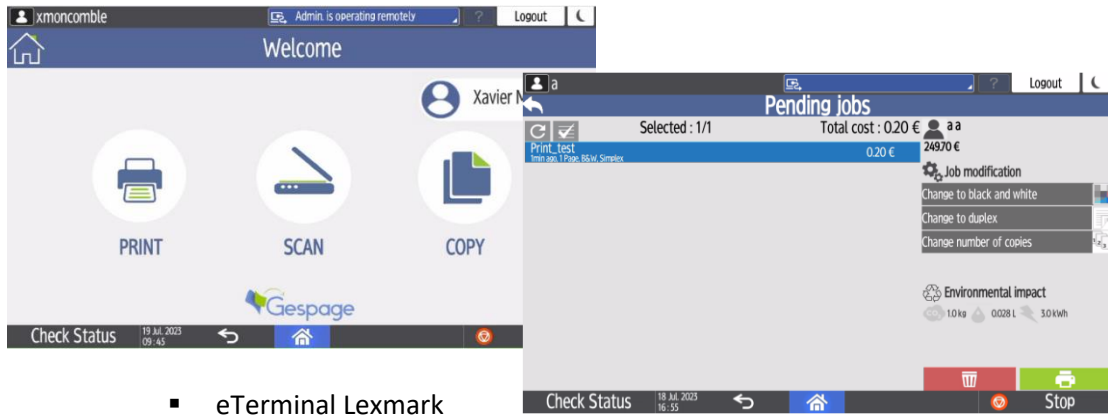 xmoncomble
Admin. is operating remotely
?
Logout
Welcome
Xavier M
PRINT
SCAN
COPY
Gespage
Check Status
19 Jul. 2023
09:45
a
?
Logout
Pending jobs
Selected : 1/1
Total cost : 0.20 €
a a
Print_test
0.20 €
249.70 €
1min ago, 1 Page, B&W, Simplex
Job modification
Change to black and white
Change to duplex
Change number of copies
Environmental impact
CO₂ 1.0 kg 0.028 L 3.0 kWh
Check Status
18 Jul. 2023
16:55
Stop
▪ eTerminal Lexmark